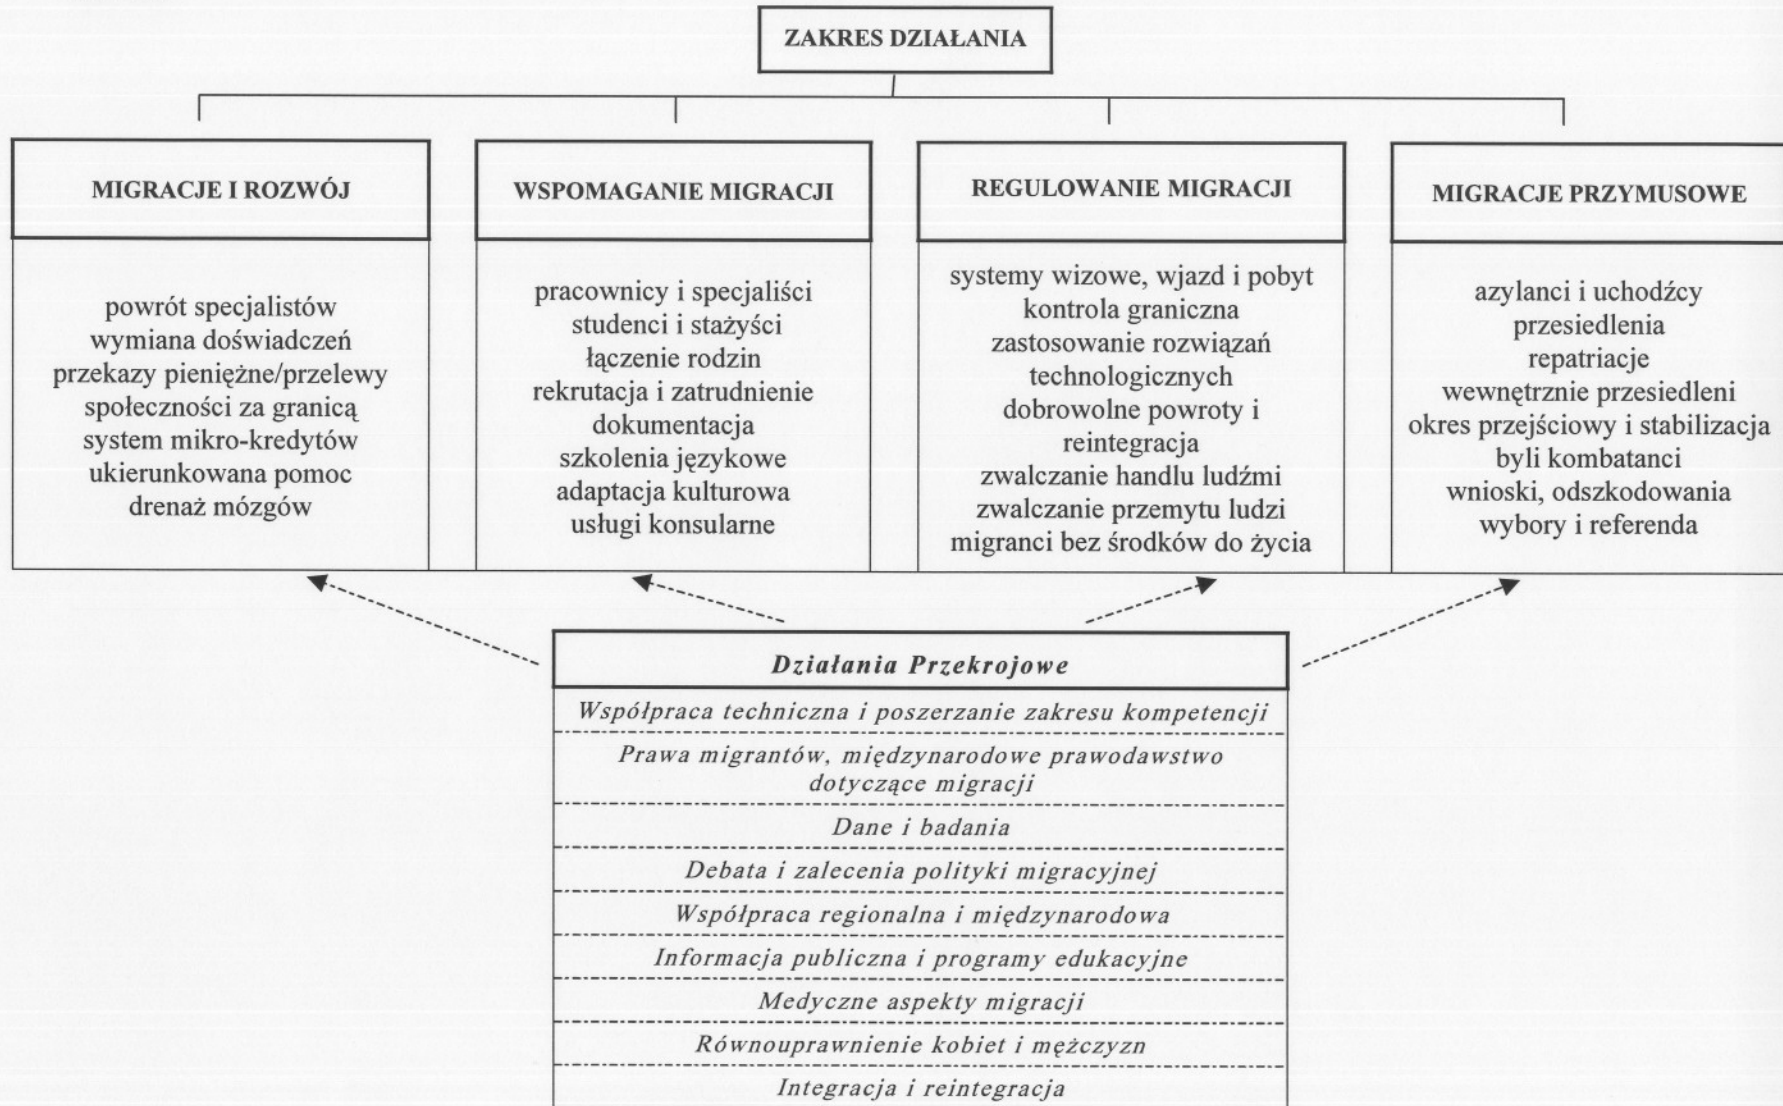 ZAKRES DZIAŁANIA
MIGRACJE I ROZWÓJ
powrót specjalistów
wymiana doświadczeń
przekazy pieniężne/przelewy
społeczności za granicą
system mikro-kredytów
ukierunkowana pomoc
drenaż mózgów
WSPOMAGANIE MIGRACJI
pracownicy i specjaliści
studenci i stażyści
łączenie rodzin
rekrutacja i zatrudnienie
dokumentacja
szkolenia językowe
adaptacja kulturowa
usługi konsularne
REGULOWANIE MIGRACJI
systemy wizowe, wjazd i pobyt
kontrola graniczna
zastosowanie rozwiązań
technologicznych
dobrowolne powroty i
reintegracja
zwalczanie handlu ludźmi
zwalczanie przemytu ludzi
migranci bez środków do życia
MIGRACJE PRZYMUSOWE
azylanci i uchodźcy
przesiedlenia
repatriacje
wewnętrznie przesiedleni
okres przejściowy i stabilizacja
byli kombatanci
wnioski, odszkodowania
wybory i referenda
Działania Przekrojowe
Współpraca techniczna i poszerzanie zakresu kompetencji
Prawa migrantów, międzynarodowe prawodawstwo
dotyczące migracji
Dane i badania
Debata i zalecenia polityki migracyjnej
Współpraca regionalna i międzynarodowa
Informacja publiczna i programy edukacyjne
Medyczne aspekty migracji
Równouprawnienie kobiet i mężczyzn
Integracja i reintegracja